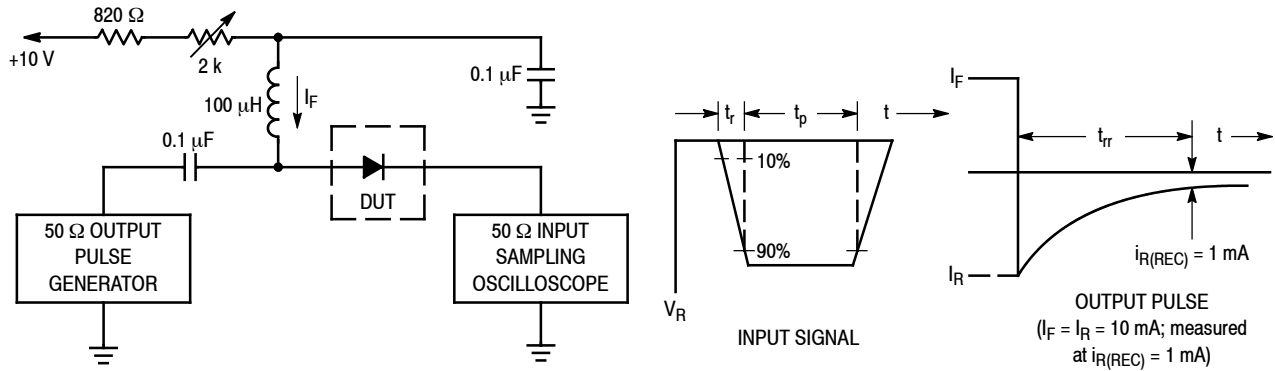 820 Ω
+10 V
2 k
100 μH
I_F
0.1 μF
0.1 μF
DUT
50 Ω OUTPUT
PULSE
GENERATOR
50 Ω INPUT
SAMPLING
OSCILLOSCOPE
t_r
t_p
t
10%
90%
V_R
INPUT SIGNAL
I_F
t_rr
t
I_R
i_R(REC) = 1 mA
OUTPUT PULSE
(I_F = I_R = 10 mA; measured
at i_R(REC) = 1 mA)